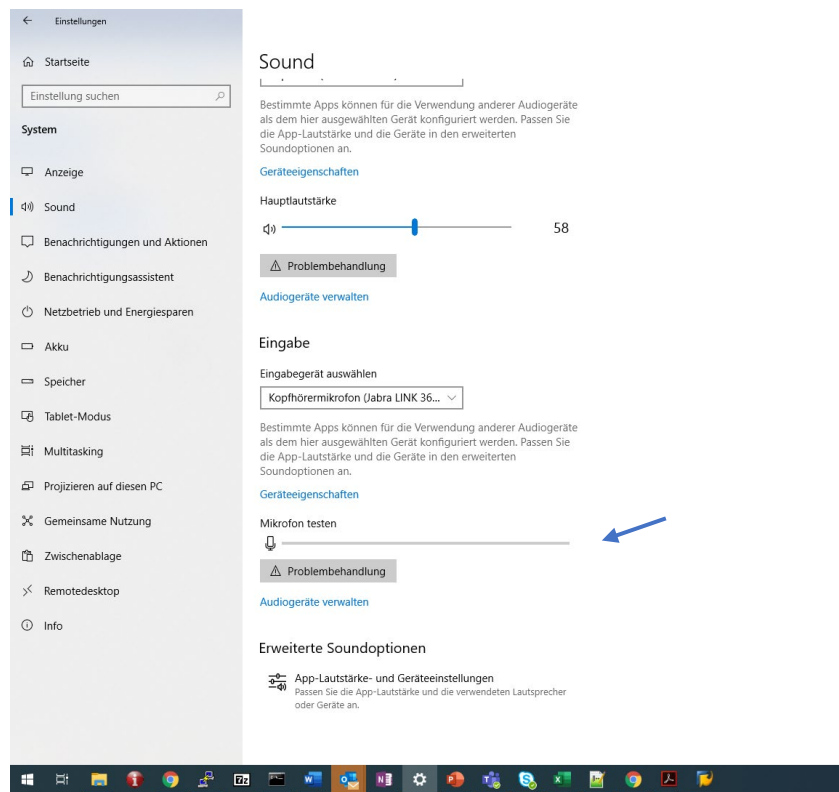 Einstellungen
Startseite
Einstellung suchen
System
Anzeige
Sound
Benachrichtigungen und Aktionen
Benachrichtigungsassistent
Netzbetrieb und Energiesparen
Akku
Speicher
Tablet-Modus
Multitasking
Projizieren auf diesen PC
Gemeinsame Nutzung
Zwischenablage
Remotedesktop
Info
Sound
Bestimmte Apps können für die Verwendung anderer Audiogeräte
als dem hier ausgewählten Gerät konfiguriert werden. Passen Sie
die App-Lautstärke und die Geräte in den erweiterten
Soundoptionen an.
Geräteeigenschaften
Hauptlautstärke
58
Problembehandlung
Audiogeräte verwalten
Eingabe
Eingabegerät auswählen
Kopfhörermikrofon (Jabra LINK 36...
Bestimmte Apps können für die Verwendung anderer Audiogeräte
als dem hier ausgewählten Gerät konfiguriert werden. Passen Sie
die App-Lautstärke und die Geräte in den erweiterten
Soundoptionen an.
Geräteeigenschaften
Mikrofon testen
Problembehandlung
Audiogeräte verwalten
Erweiterte Soundoptionen
App-Lautstärke- und Geräteeinstellungen
Passen Sie die App-Lautstärke und die verwendeten Lautsprecher
oder Geräte an.